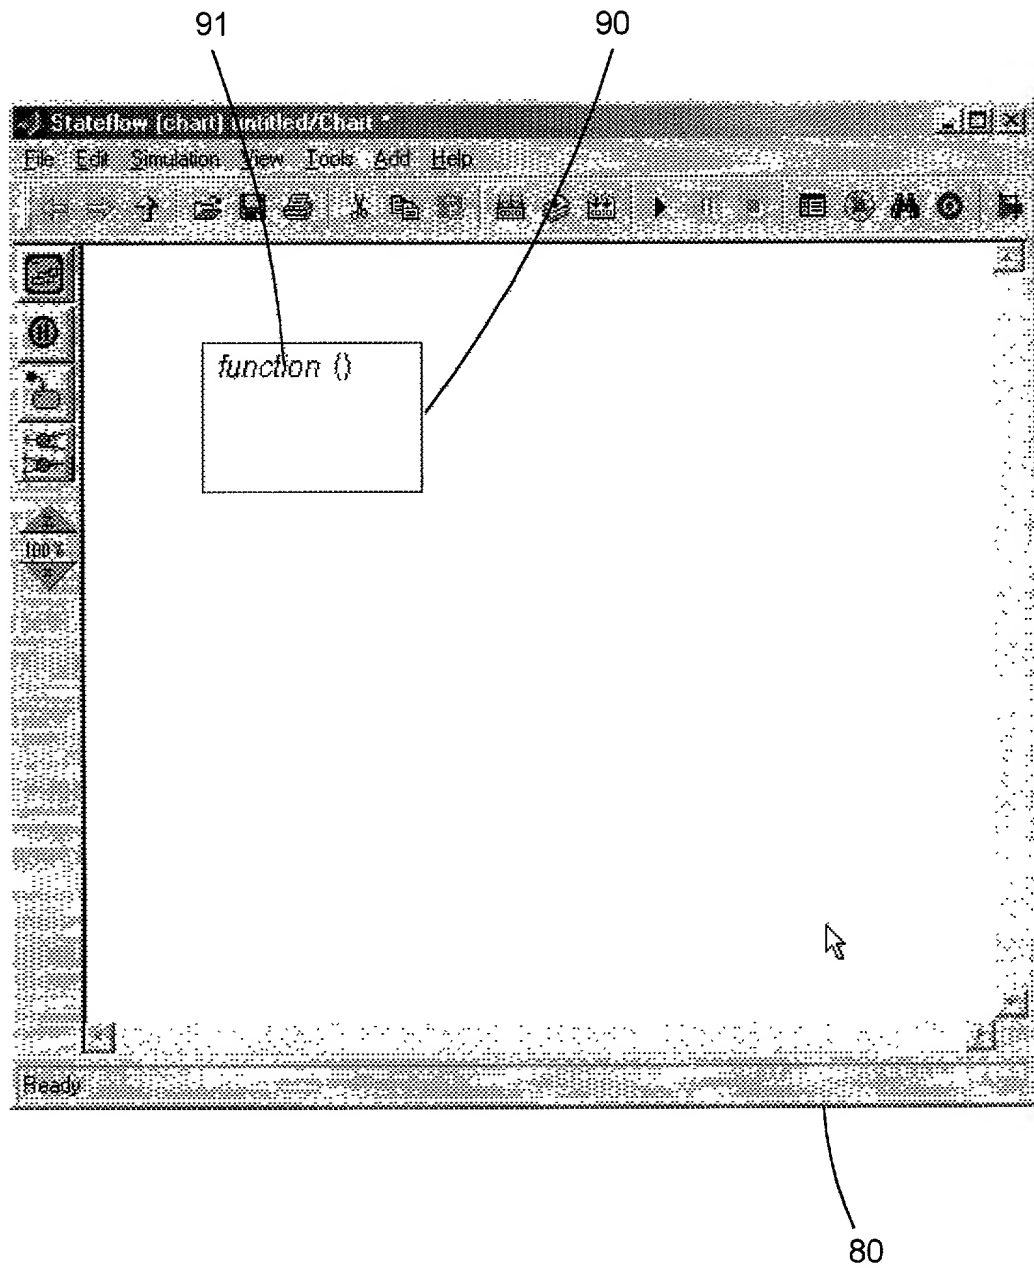 91 90
Stateflow (chart) untitled/Chart *
File Edit Simulation View Tools Add Help
function ()
100%
Ready
80